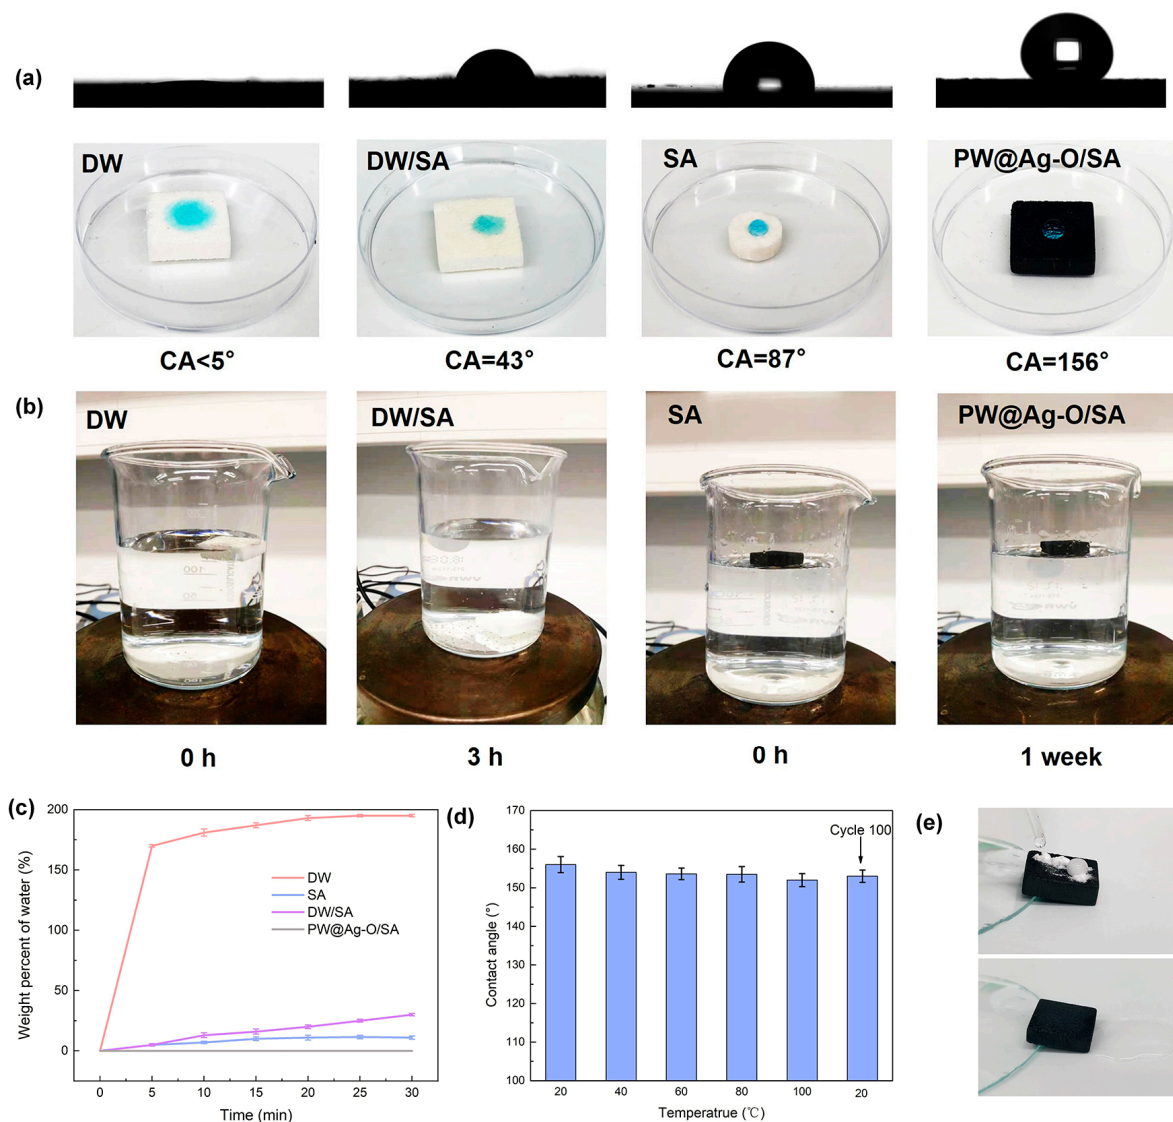 (a)
DW
DW/SA
SA
PW@Ag-O/SA
CA<5°
CA=43°
CA=87°
CA=156°
(b)
DW
DW/SA
SA
PW@Ag-O/SA
100
50
VWR
0 h
3 h
0 h
1 week
(c)
Weight percent of water (%)
200
150
100
50
0
DW
SA
DW/SA
PW@Ag-O/SA
0 5 10 15 20 25 30
Time (min)
(d)
Contact angle (°)
170
160
150
140
130
120
110
100
Cycle 100
20 40 60 80 100 20
Temperatrue (℃)
(e)